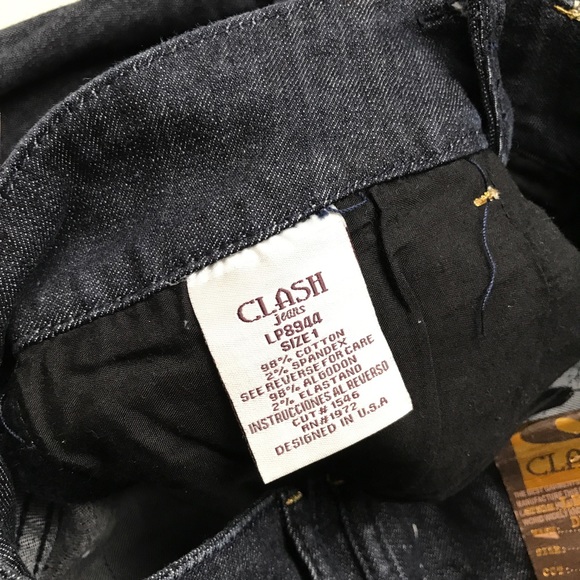 CLASH
jeans
LP8944
SIZE 1
98% COTTON
2% SPANDEX
SEE REVERSE FOR CARE
98% ALGODON
2% ELASTANO
INSTRUCCIONES AL REVERSO
CUT# 1546
RN# 1972
DESIGNED IN U.S.A
CLA